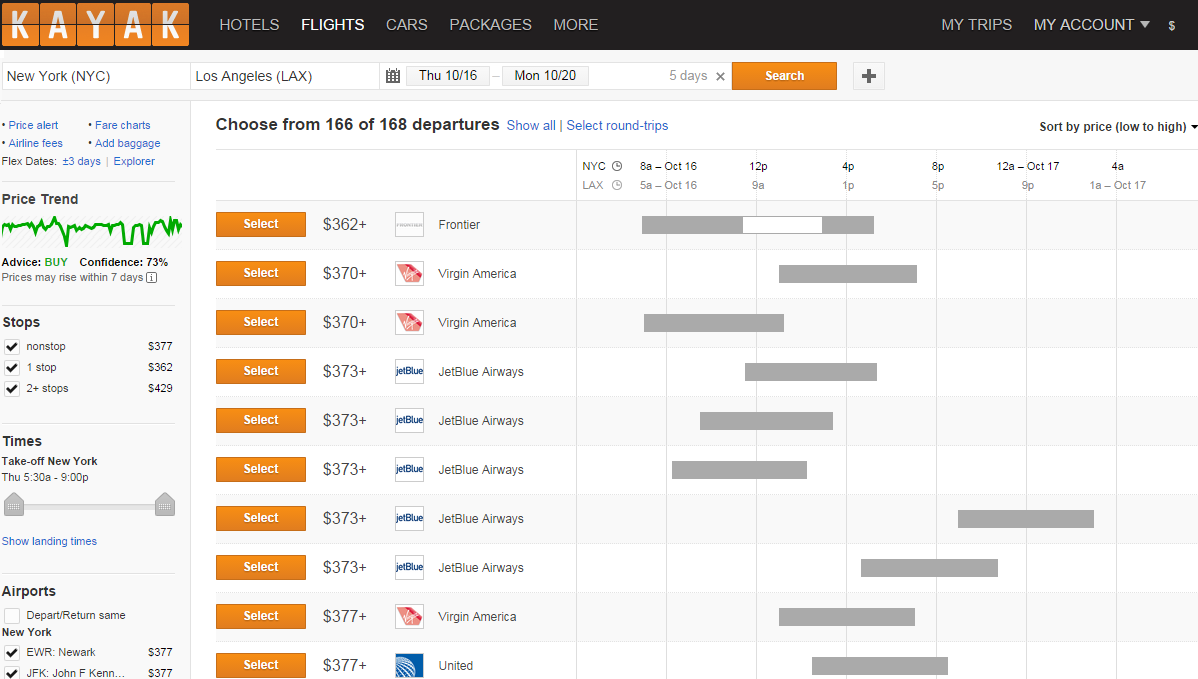 KAYAK HOTELS FLIGHTS CARS PACKAGES MORE MY TRIPS MY ACCOUNT $
New York (NYC) Los Angeles (LAX) Thu 10/16 – Mon 10/20 5 days × Search +
• Price alert • Fare charts
• Airline fees • Add baggage
Flex Dates: ±3 days | Explorer
Price Trend
Advice: BUY Confidence: 73%
Prices may rise within 7 days i
Stops
nonstop $377
1 stop $362
2+ stops $429
Times
Take-off New York
Thu 5:30a - 9:00p
Show landing times
Airports
Depart/Return same
New York
EWR: Newark $377
JFK: John F Kenn... $377
Choose from 166 of 168 departures Show all | Select round-trips
Sort by price (low to high)
NYC 8a – Oct 16 12p 4p 8p 12a – Oct 17 4a
LAX 5a – Oct 16 9a 1p 5p 9p 1a – Oct 17
Select $362+ FRONTIER Frontier
Select $370+ Virgin America
Select $370+ Virgin America
Select $373+ jetBlue JetBlue Airways
Select $373+ jetBlue JetBlue Airways
Select $373+ jetBlue JetBlue Airways
Select $373+ jetBlue JetBlue Airways
Select $373+ jetBlue JetBlue Airways
Select $377+ Virgin America
Select $377+ United